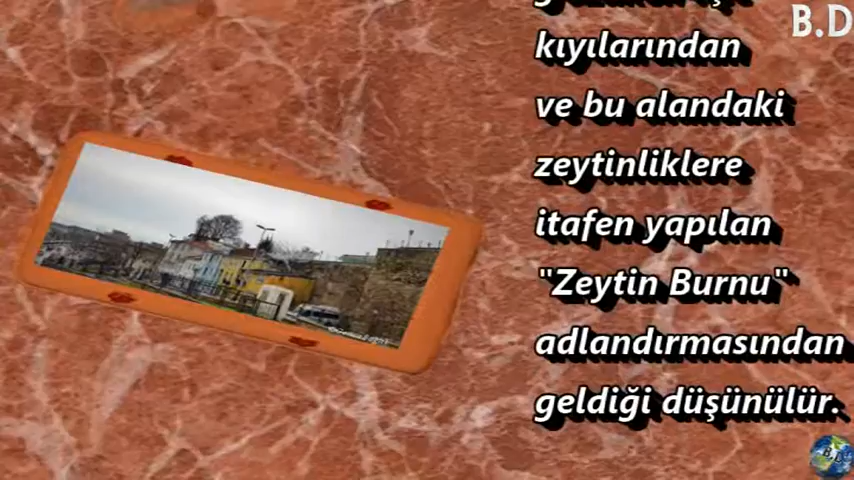 B.D
kıyılarından
ve bu alandaki
zeytinliklere
itafen yapılan
"Zeytin Burnu"
adlandırmasından
geldiği düşünülür.
B.D